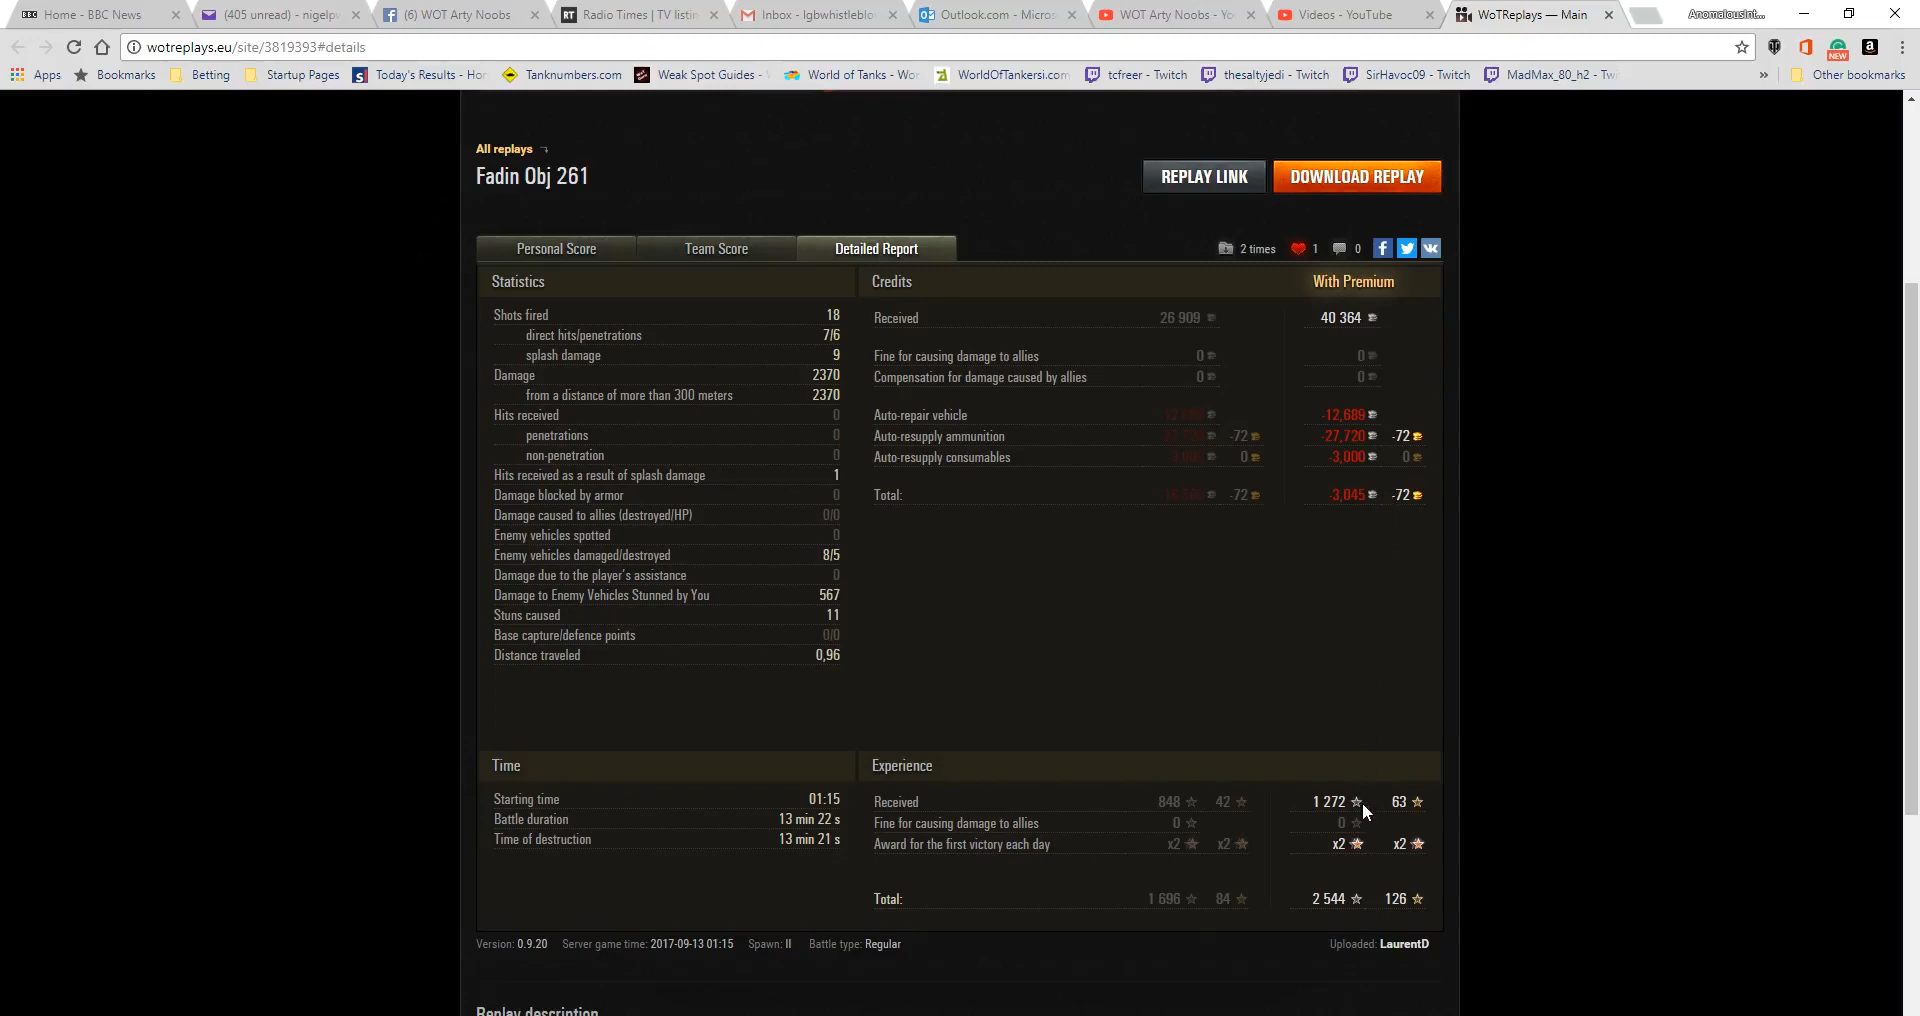 Home - BBC News
(405 unread) - nigelpw
(6) WOT Arty Noobs
Radio Times | TV listin
Inbox - lgbwhistleblo
Outlook.com - Micros
WOT Arty Noobs - Yo
Videos - YouTube
WoTReplays — Main
AnomalousInt...
wotreplays.eu/site/3819393#details
Apps
Bookmarks
Betting
Startup Pages
Today's Results - Hor
Tanknumbers.com
Weak Spot Guides -
World of Tanks - Wor
WorldOfTankersi.com
tcfreer - Twitch
thesaltyjedi - Twitch
SirHavoc09 - Twitch
MadMax_80_h2 - Twi
»
Other bookmarks
NEW
All replays
Fadin Obj 261
REPLAY LINK
DOWNLOAD REPLAY
Personal Score
Team Score
Detailed Report
2 times
1
0
Statistics
Shots fired 18
direct hits/penetrations 7/6
splash damage 9
Damage 2370
from a distance of more than 300 meters 2370
Hits received 0
penetrations 0
non-penetration 0
Hits received as a result of splash damage 1
Damage blocked by armor 0
Damage caused to allies (destroyed/HP) 0/0
Enemy vehicles spotted 0
Enemy vehicles damaged/destroyed 8/5
Damage due to the player's assistance 0
Damage to Enemy Vehicles Stunned by You 567
Stuns caused 11
Base capture/defence points 0/0
Distance traveled 0,96
Credits With Premium
Received 26 909 40 364
Fine for causing damage to allies 0 0
Compensation for damage caused by allies 0 0
Auto-repair vehicle -12,689
Auto-resupply ammunition -72 -27,720 -72
Auto-resupply consumables 0 -3,000 0
Total: -72 -3,045 -72
Time
Starting time 01:15
Battle duration 13 min 22 s
Time of destruction 13 min 21 s
Experience
Received 848 42 1 272 63
Fine for causing damage to allies 0 0
Award for the first victory each day x2 x2 x2 x2
Total: 1 696 84 2 544 126
Version: 0.9.20 Server game time: 2017-09-13 01:15 Spawn: II Battle type: Regular Uploaded: LaurentD
Replay description